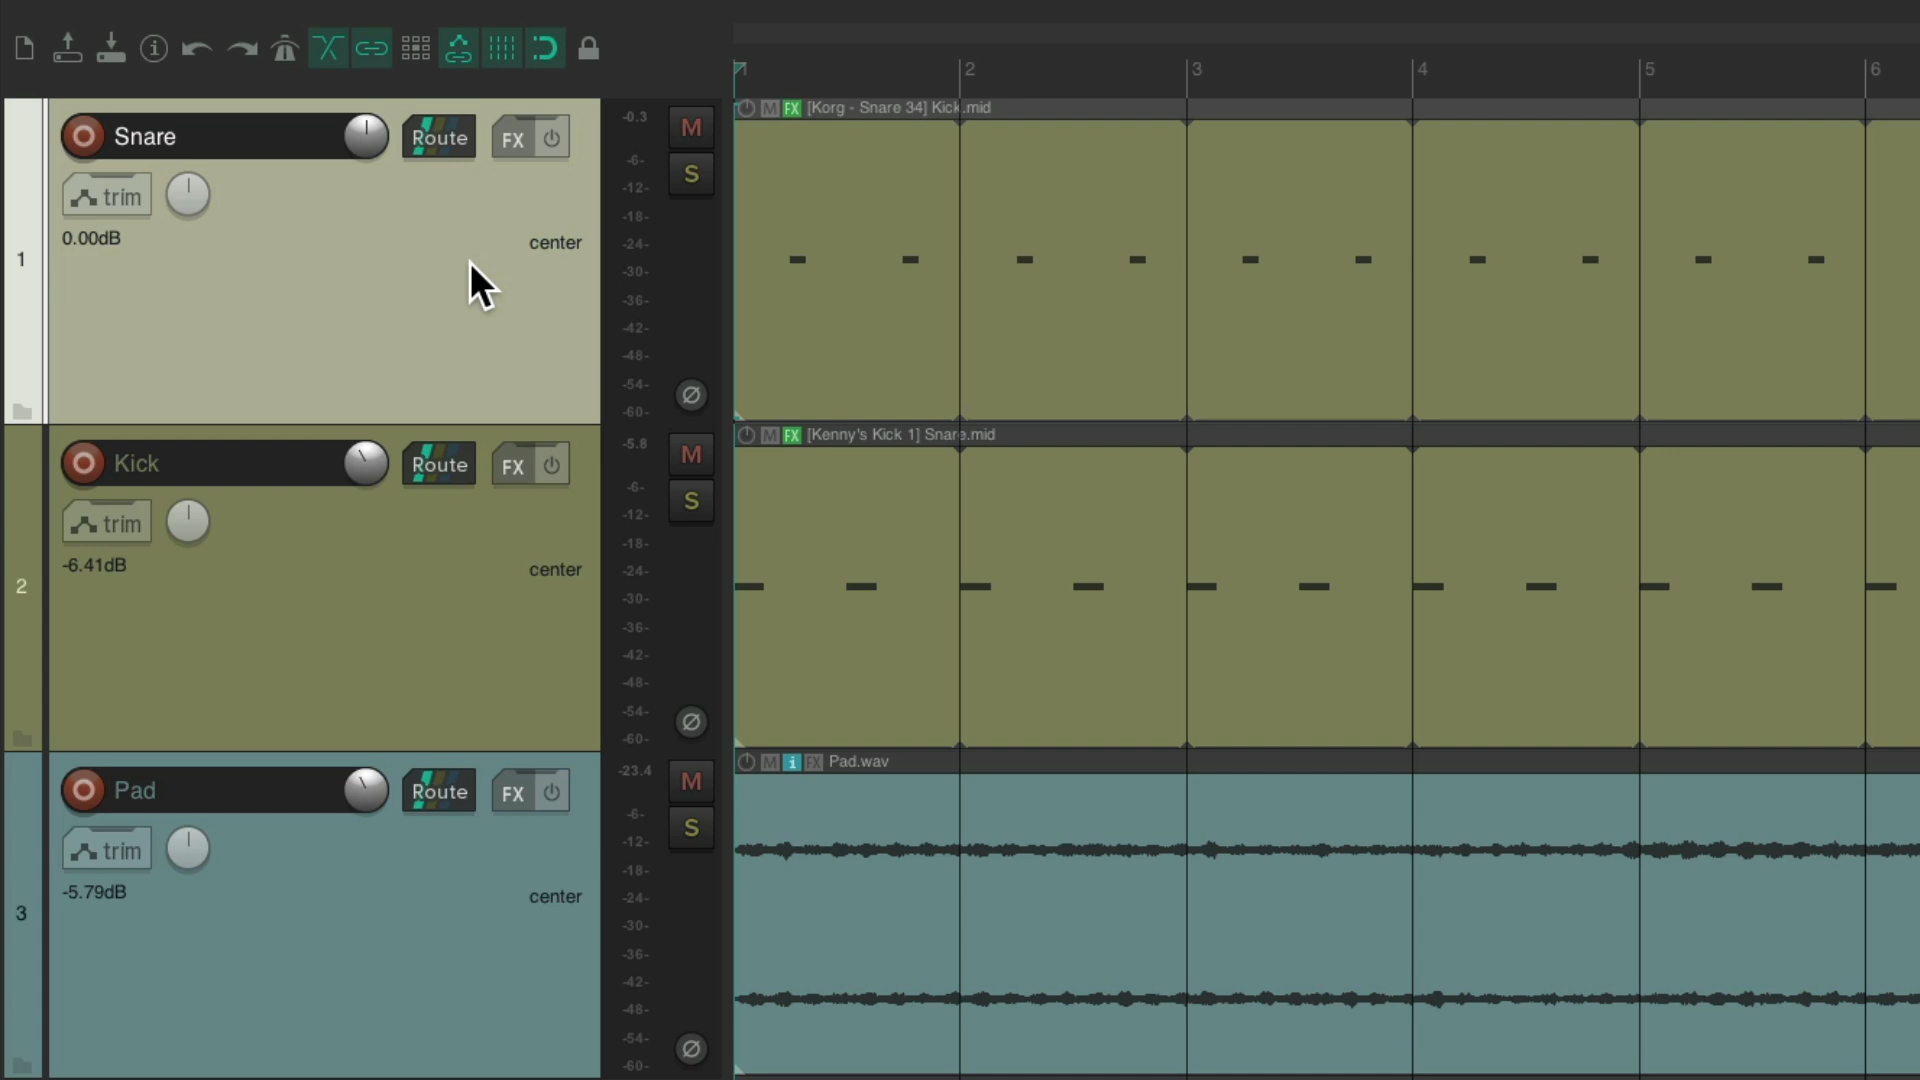 1 2 3 4 5 6
Snare Route FX
trim
0.00dB center
1
-0.3 M
-6- S
-12-
-18-
-24-
-30-
-36-
-42-
-48-
-54-
-60-
M FX [Korg - Snare 34] Kick.mid
Kick Route FX
trim
-6.41dB center
2
-5.8 M
-6- S
-12-
-18-
-24-
-30-
-36-
-42-
-48-
-54-
-60-
M FX [Kenny's Kick 1] Snare.mid
Pad Route FX
trim
-5.79dB center
3
-23.4 M
-6- S
-12-
-18-
-24-
-30-
-36-
-42-
-48-
-54-
-60-
M i FX Pad.wav